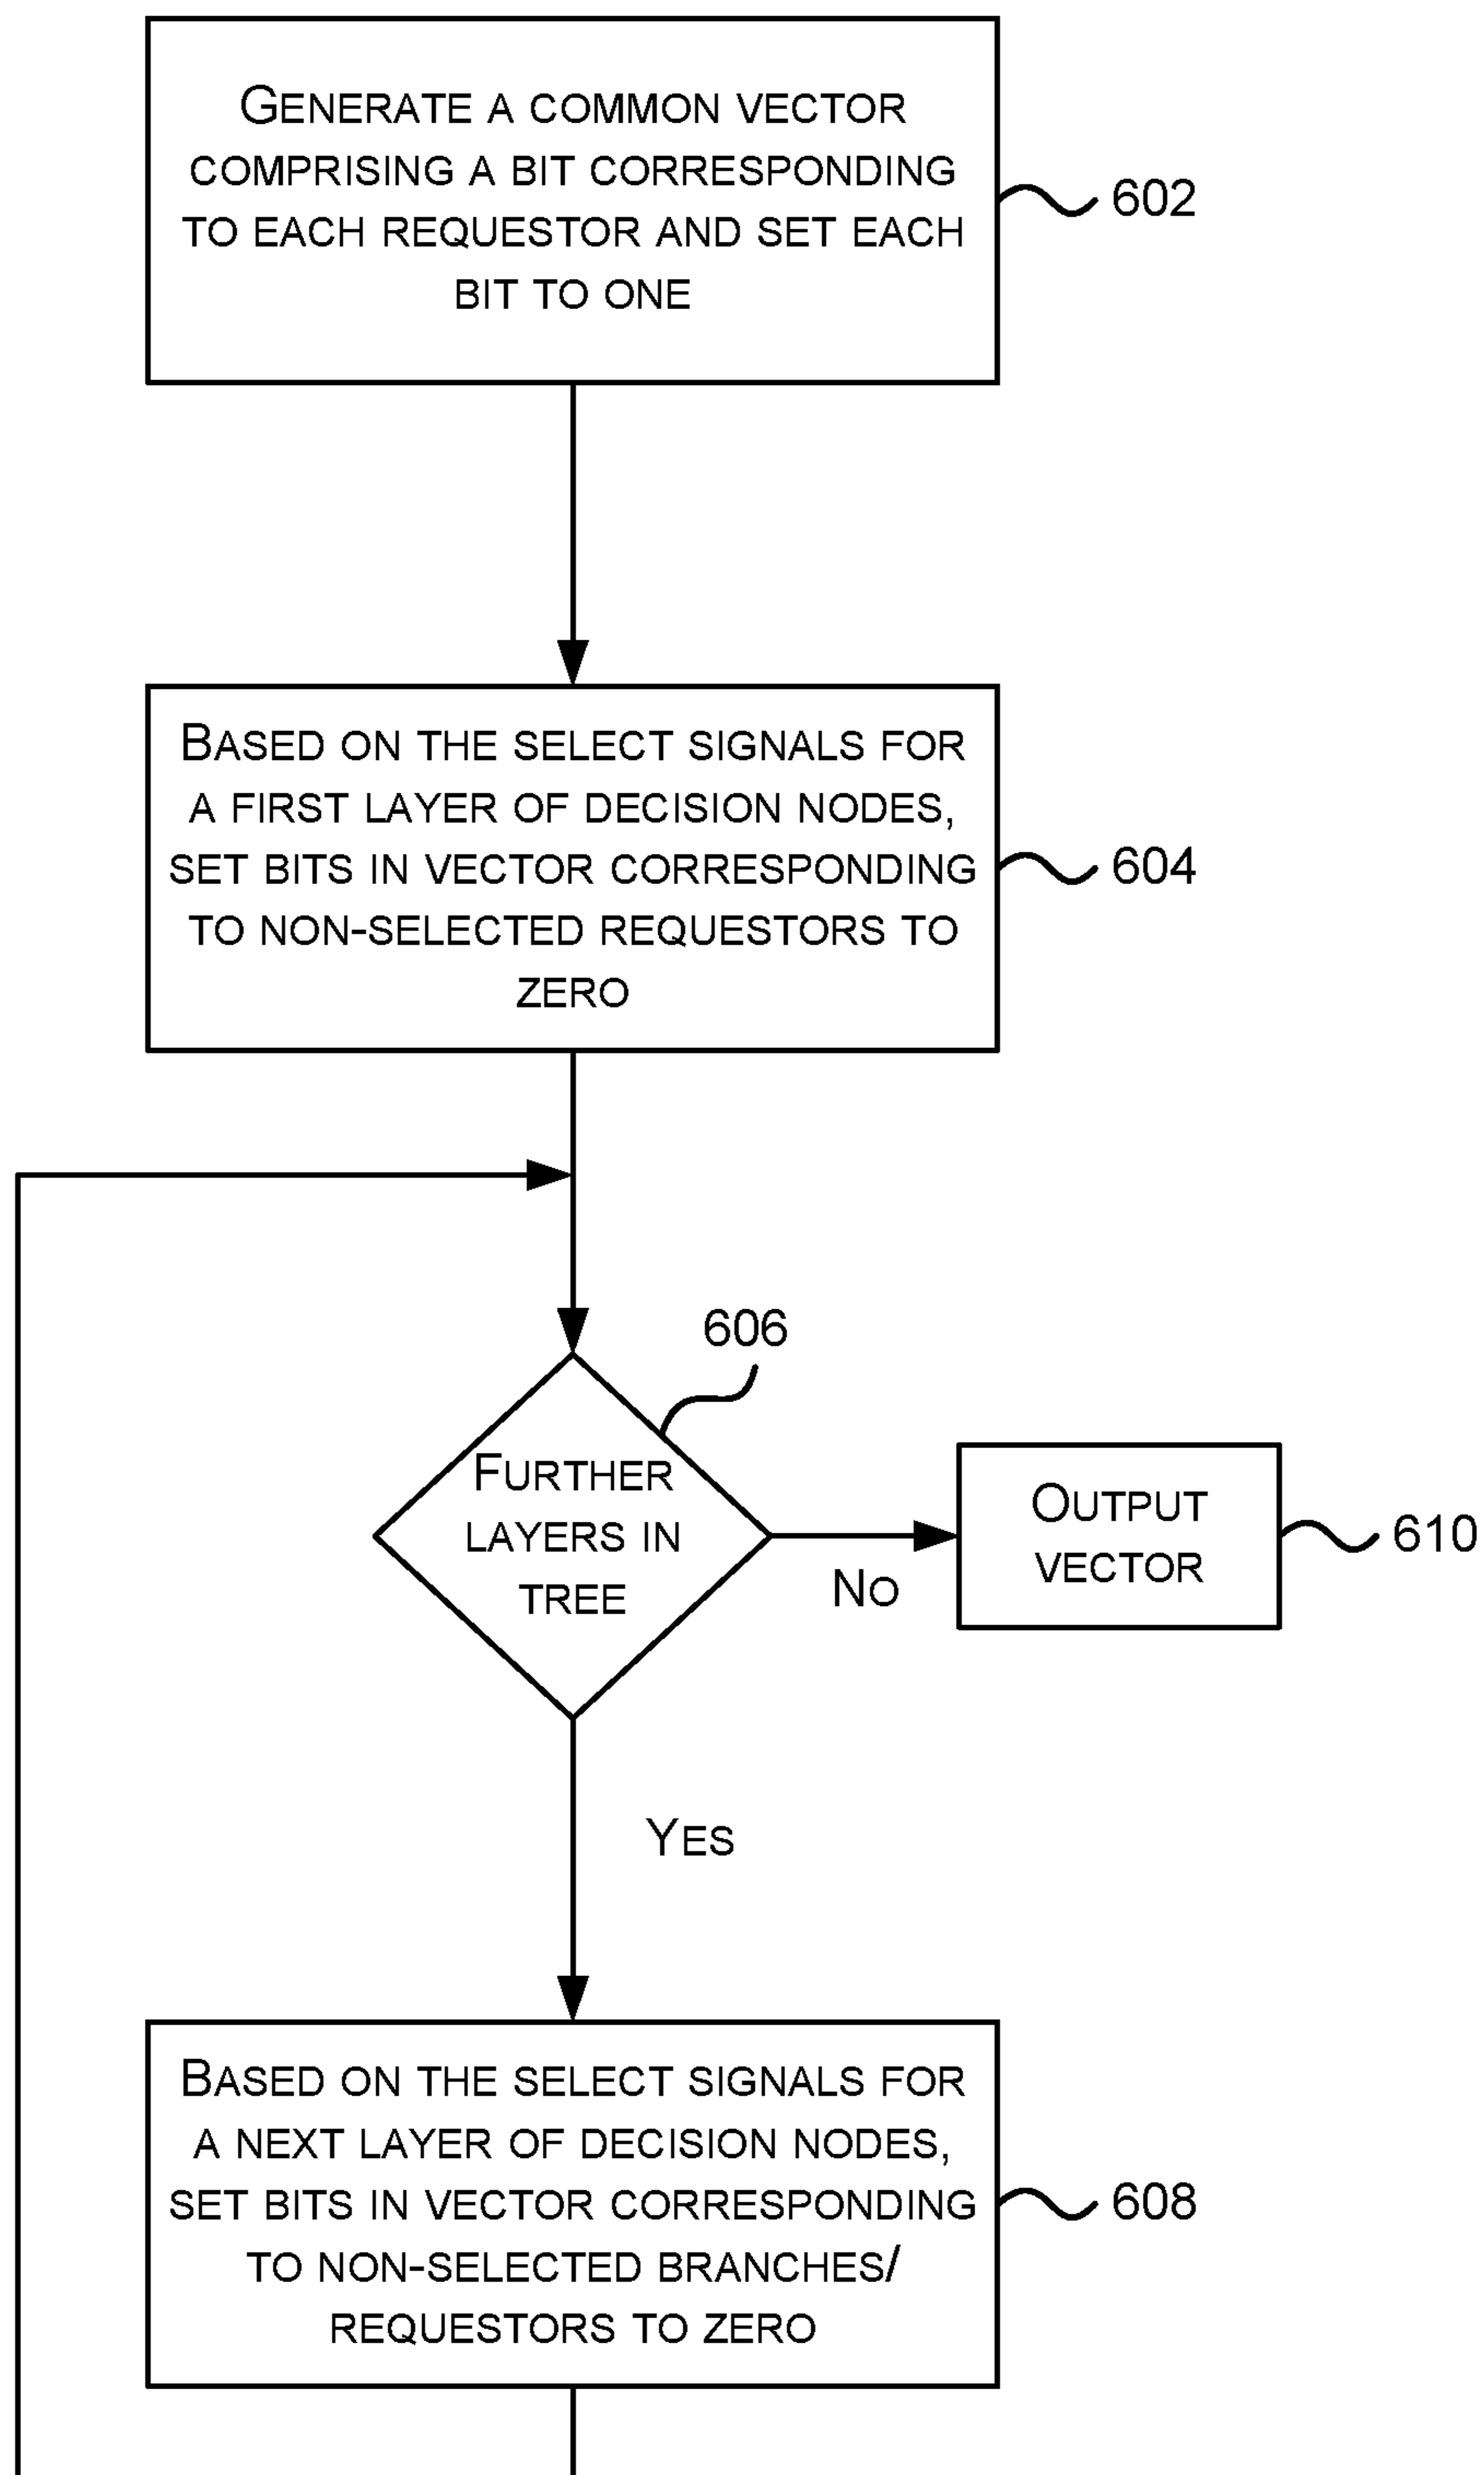 GENERATE A COMMON VECTOR
COMPRISING A BIT CORRESPONDING
TO EACH REQUESTOR AND SET EACH
BIT TO ONE
602
BASED ON THE SELECT SIGNALS FOR
A FIRST LAYER OF DECISION NODES,
SET BITS IN VECTOR CORRESPONDING
TO NON-SELECTED REQUESTORS TO
ZERO
604
606
FURTHER
LAYERS IN
TREE
NO
OUTPUT
VECTOR
610
YES
BASED ON THE SELECT SIGNALS FOR
A NEXT LAYER OF DECISION NODES,
SET BITS IN VECTOR CORRESPONDING
TO NON-SELECTED BRANCHES/
REQUESTORS TO ZERO
608